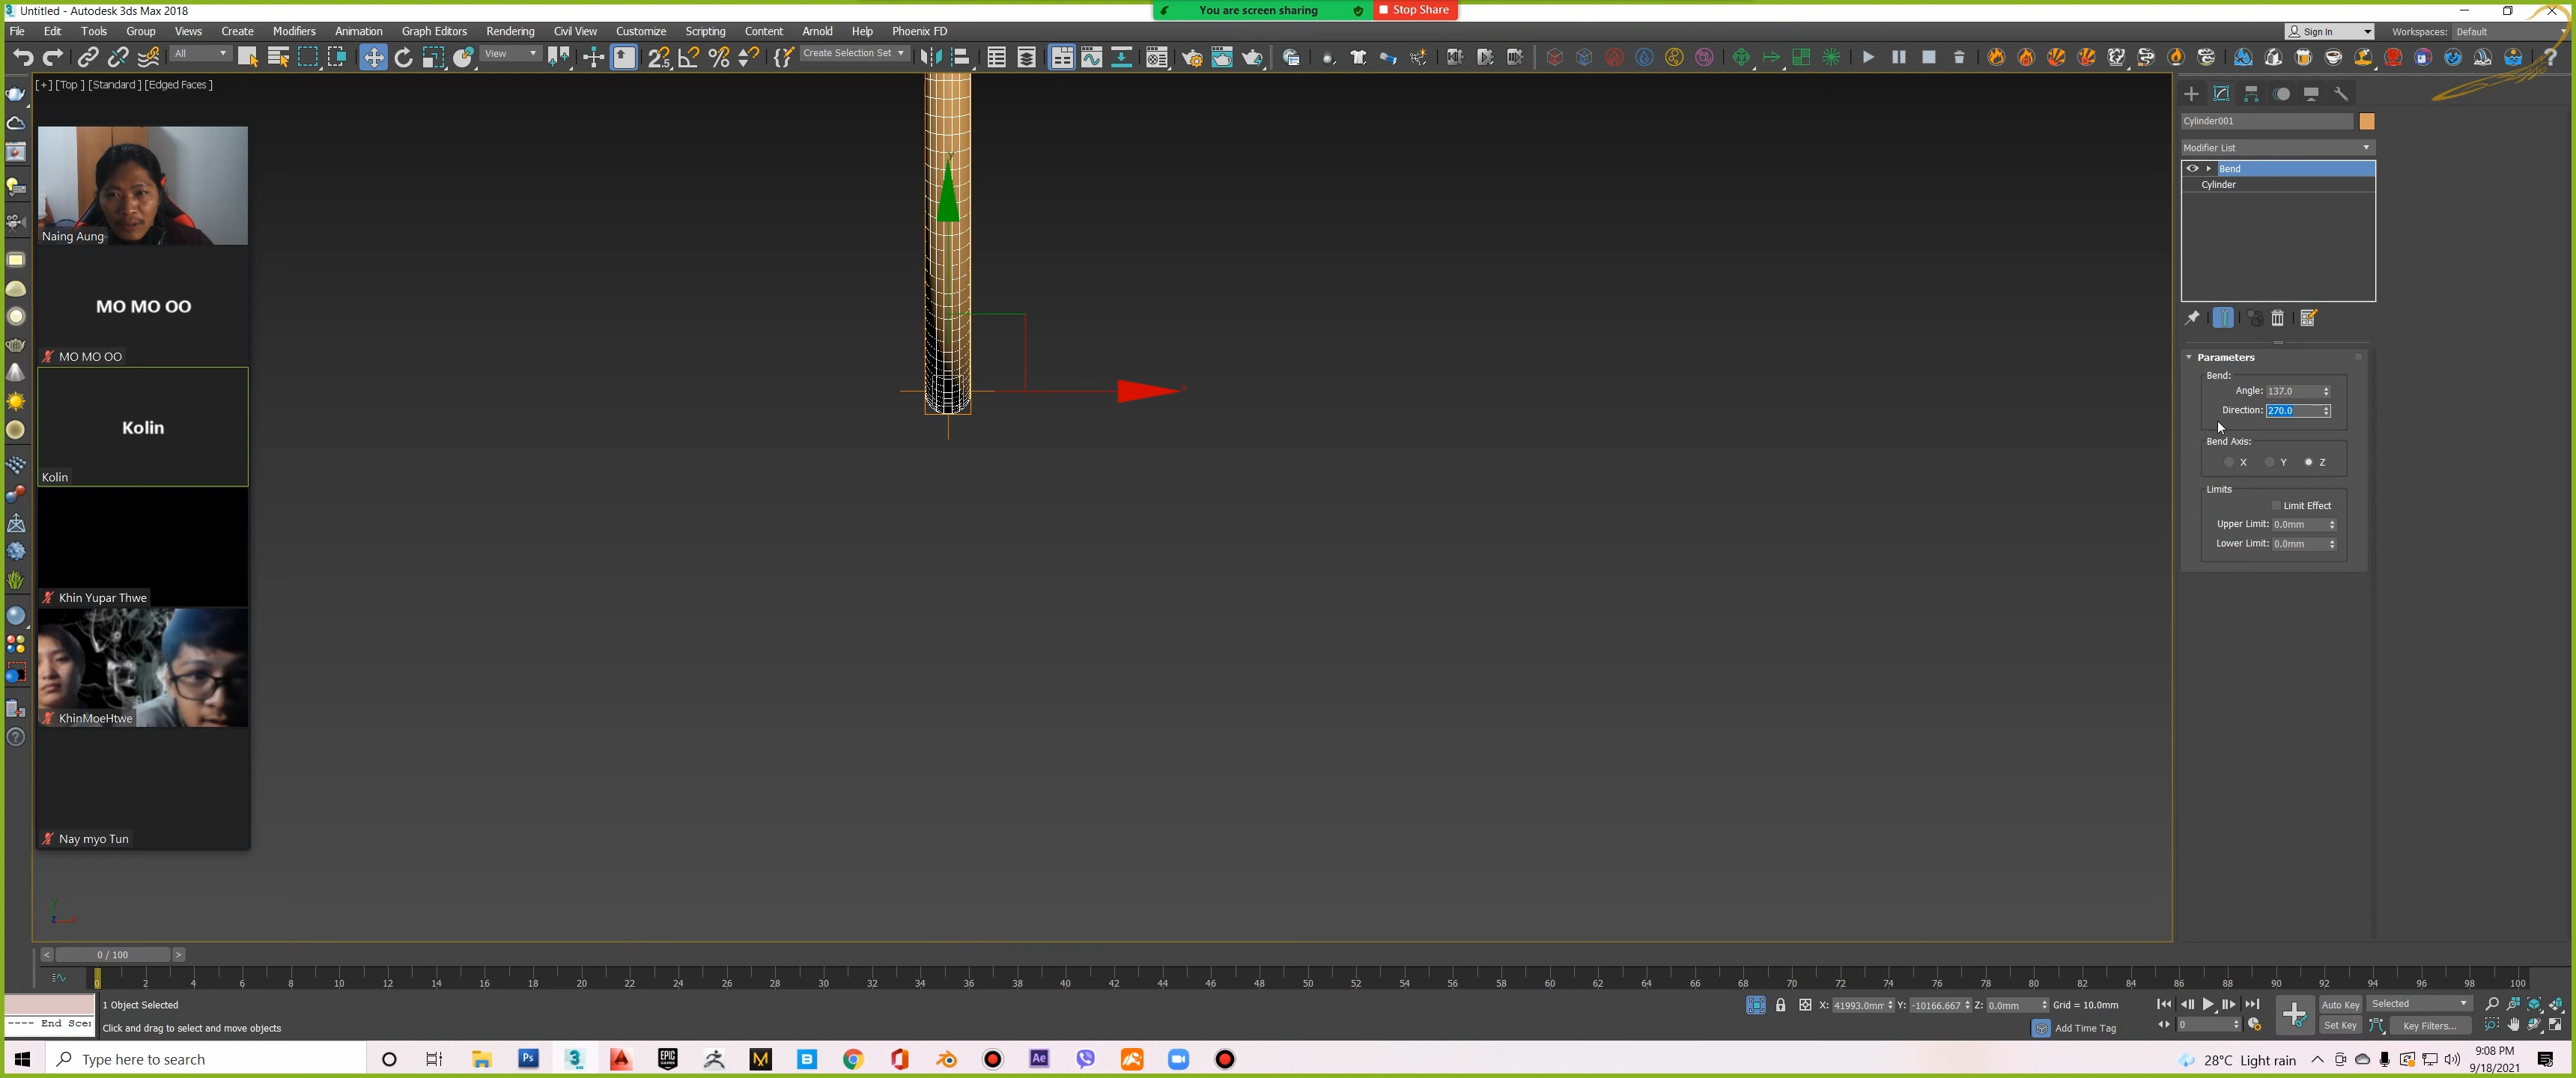 Untitled - Autodesk 3ds Max 2018
You are screen sharing
Stop Share
File Edit Tools Group Views Create Modifiers Animation Graph Editors Rendering Civil View Customize Scripting Content Arnold Help Phoenix FD
Sign In
Workspaces: Default
All
View
Create Selection Set
[+] [Top ] [Standard ] [Edged Faces ]
Naing Aung
MO MO OO
MO MO OO
Kolin
Kolin
Khin Yupar Thwe
KhinMoeHtwe
Nay myo Tun
Cylinder001
Modifier List
Bend
Cylinder
Parameters
Bend:
Angle: 137.0
Direction: 270.0
Bend Axis:
X Y Z
Limits
Limit Effect
Upper Limit: 0.0mm
Lower Limit: 0.0mm
0 / 100
0 2 4 6 8 10 12 14 16 18 20 22 24 26 28 30 32 34 36 38 40 42 44 46 48 50 52 54 56 58 60 62 64 66 68 70 72 74 76 78 80 82 84 86 88 90 92 94 96 98 100
1 Object Selected
---- End Sce
Click and drag to select and move objects
X: 41993.0mm Y: -10166.667 Z: 0.0mm Grid = 10.0mm
Add Time Tag
0
Auto Key Selected
Set Key Key Filters...
Type here to search
Ps
EPIC GAMES
Ae
28°C Light rain
9:08 PM
9/18/2021